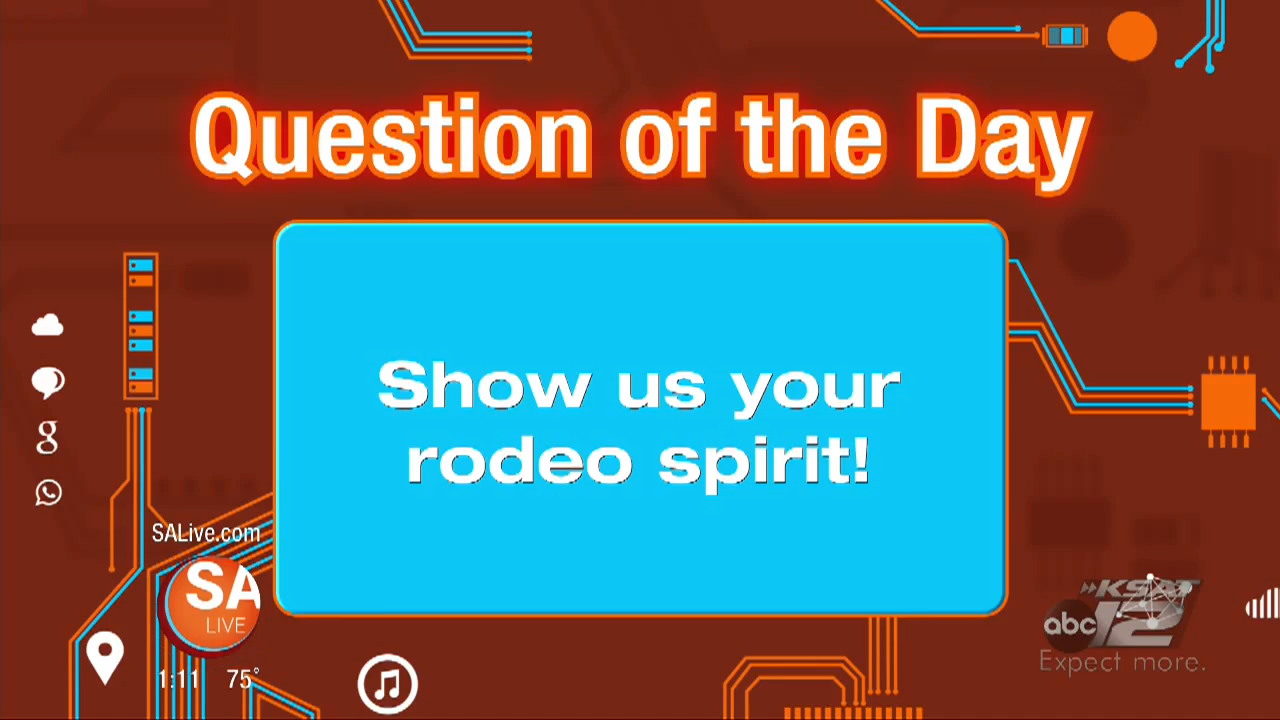 Question of the Day
Show us your
rodeo spirit!
SALive.com
SA
LIVE
1:11 75°
KSAT
abc 12
Expect more.